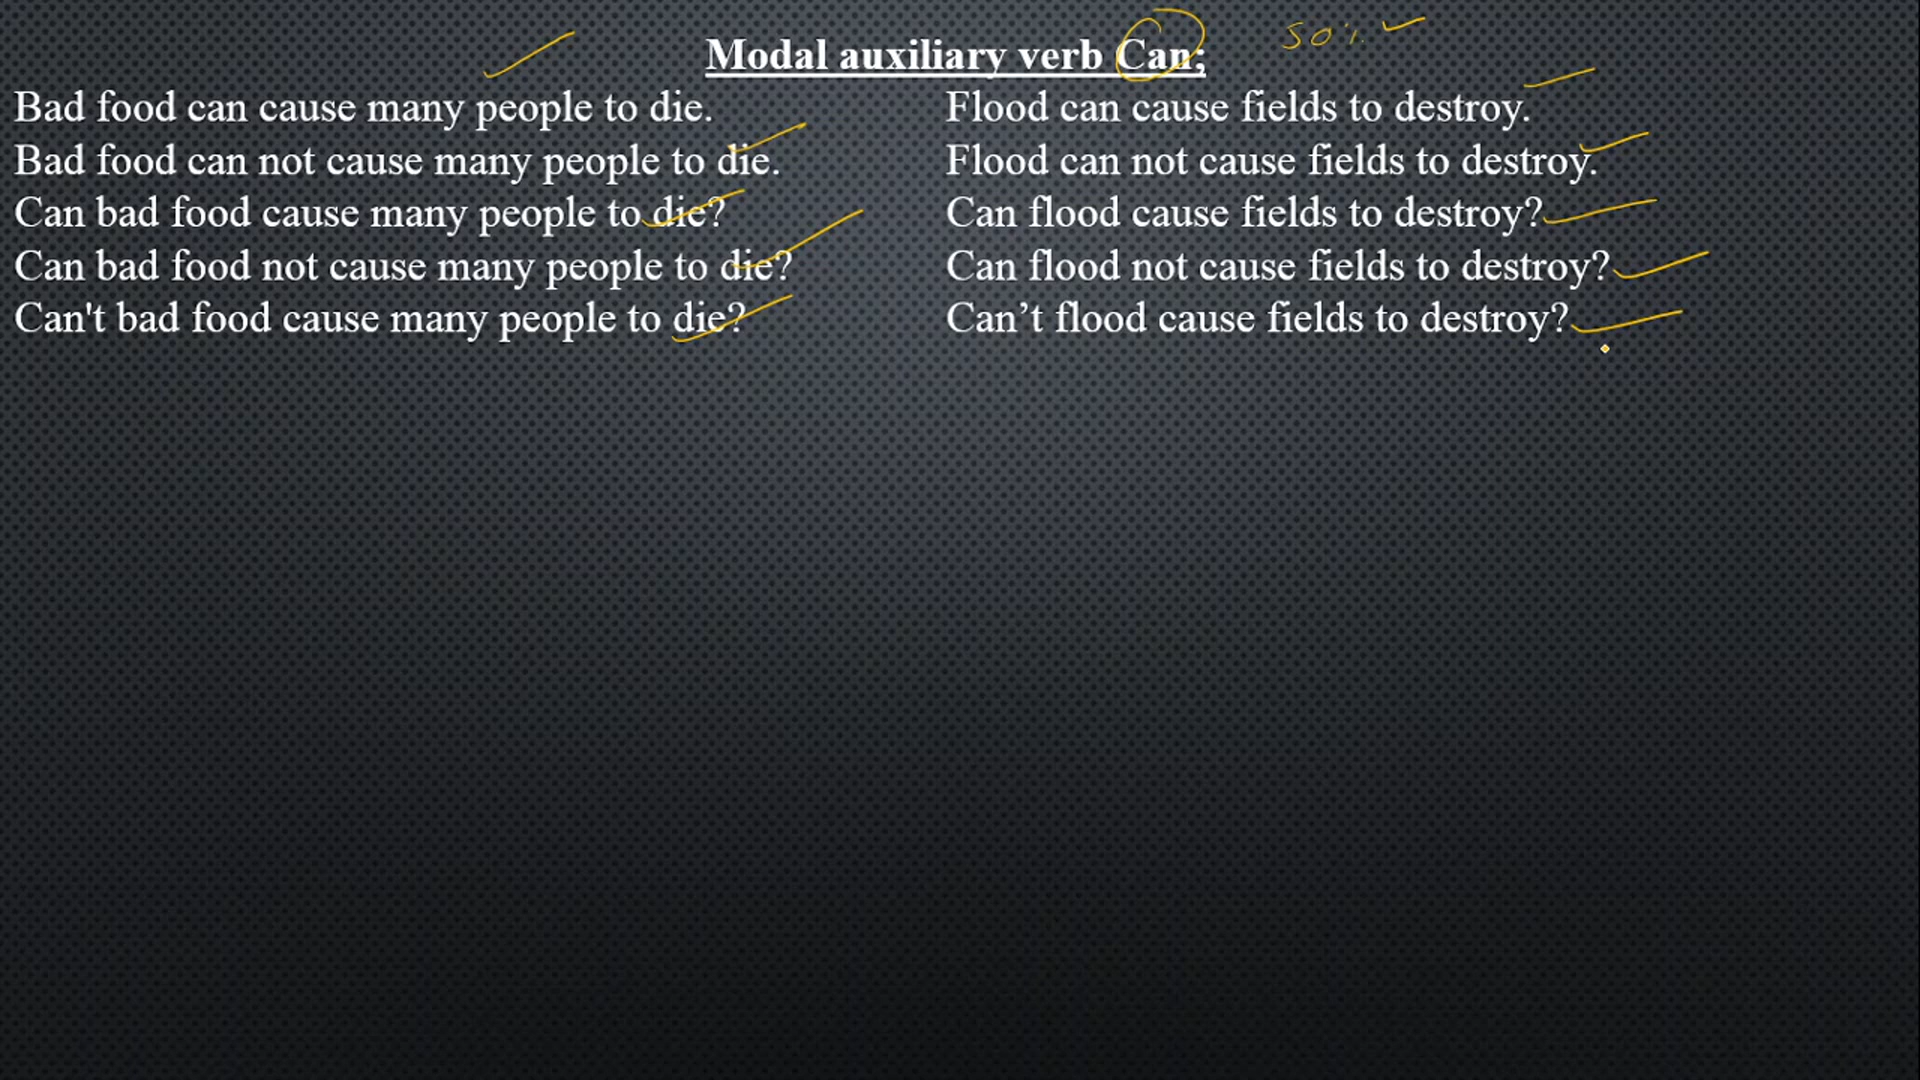 Modal auxiliary verb Can;
50%
Bad food can cause many people to die.
Bad food can not cause many people to die.
Can bad food cause many people to die?
Can bad food not cause many people to die?
Can't bad food cause many people to die?
Flood can cause fields to destroy.
Flood can not cause fields to destroy.
Can flood cause fields to destroy?
Can flood not cause fields to destroy?
Can’t flood cause fields to destroy?